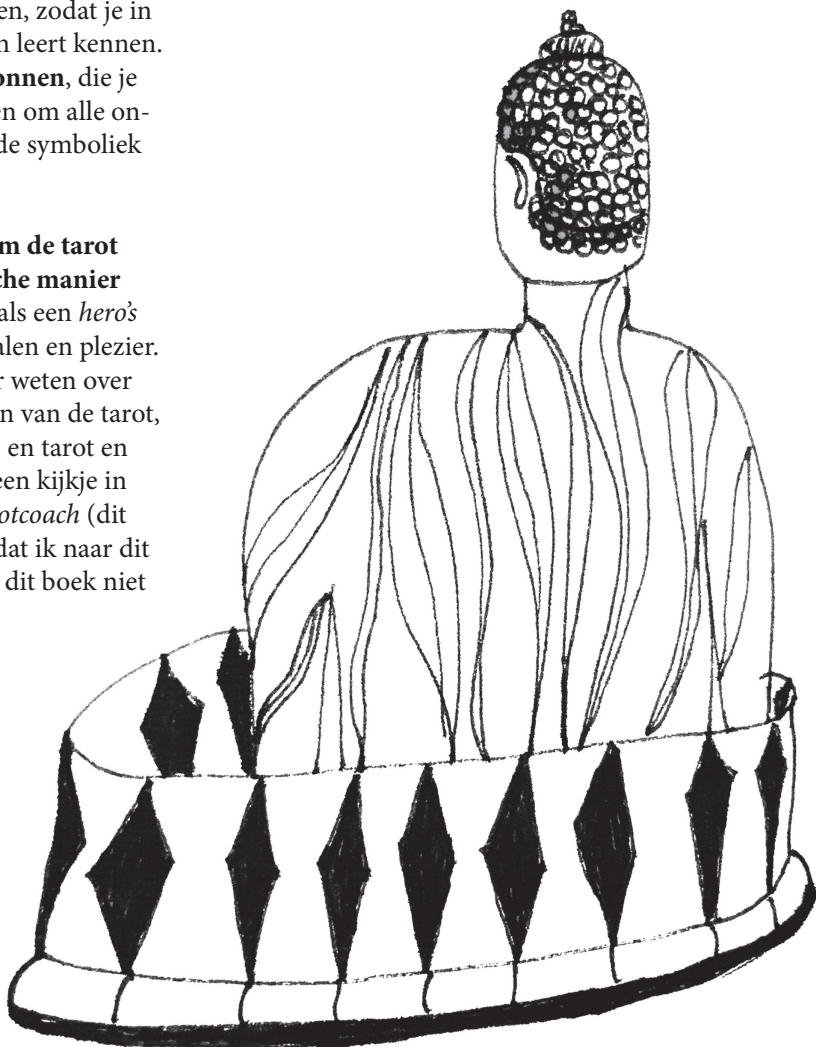 en, zodat je in
n leert kennen.
onnen, die je
en om alle on-
de symboliek
m de tarot
che manier
als een hero’s
alen en plezier.
r weten over
n van de tarot,
en tarot en
een kijkje in
otcoach (dit
dat ik naar dit
dit boek niet